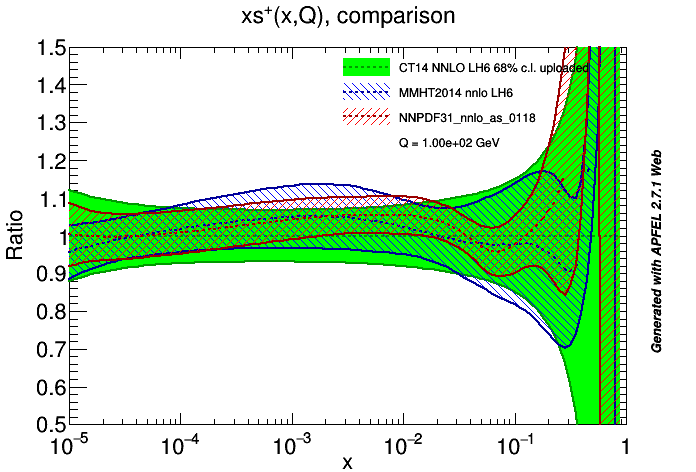 xs⁺(x,Q), comparison
CT14 NNLO LH6 68% c.l. uploaded
MMHT2014 nnlo LH6
NNPDF31_nnlo_as_0118
Q = 1.00e+02 GeV
Ratio
1.5
1.4
1.3
1.2
1.1
1
0.9
0.8
0.7
0.6
0.5
10⁻⁵ 10⁻⁴ 10⁻³ 10⁻² 10⁻¹ 1
x
Generated with APFEL 2.7.1 Web